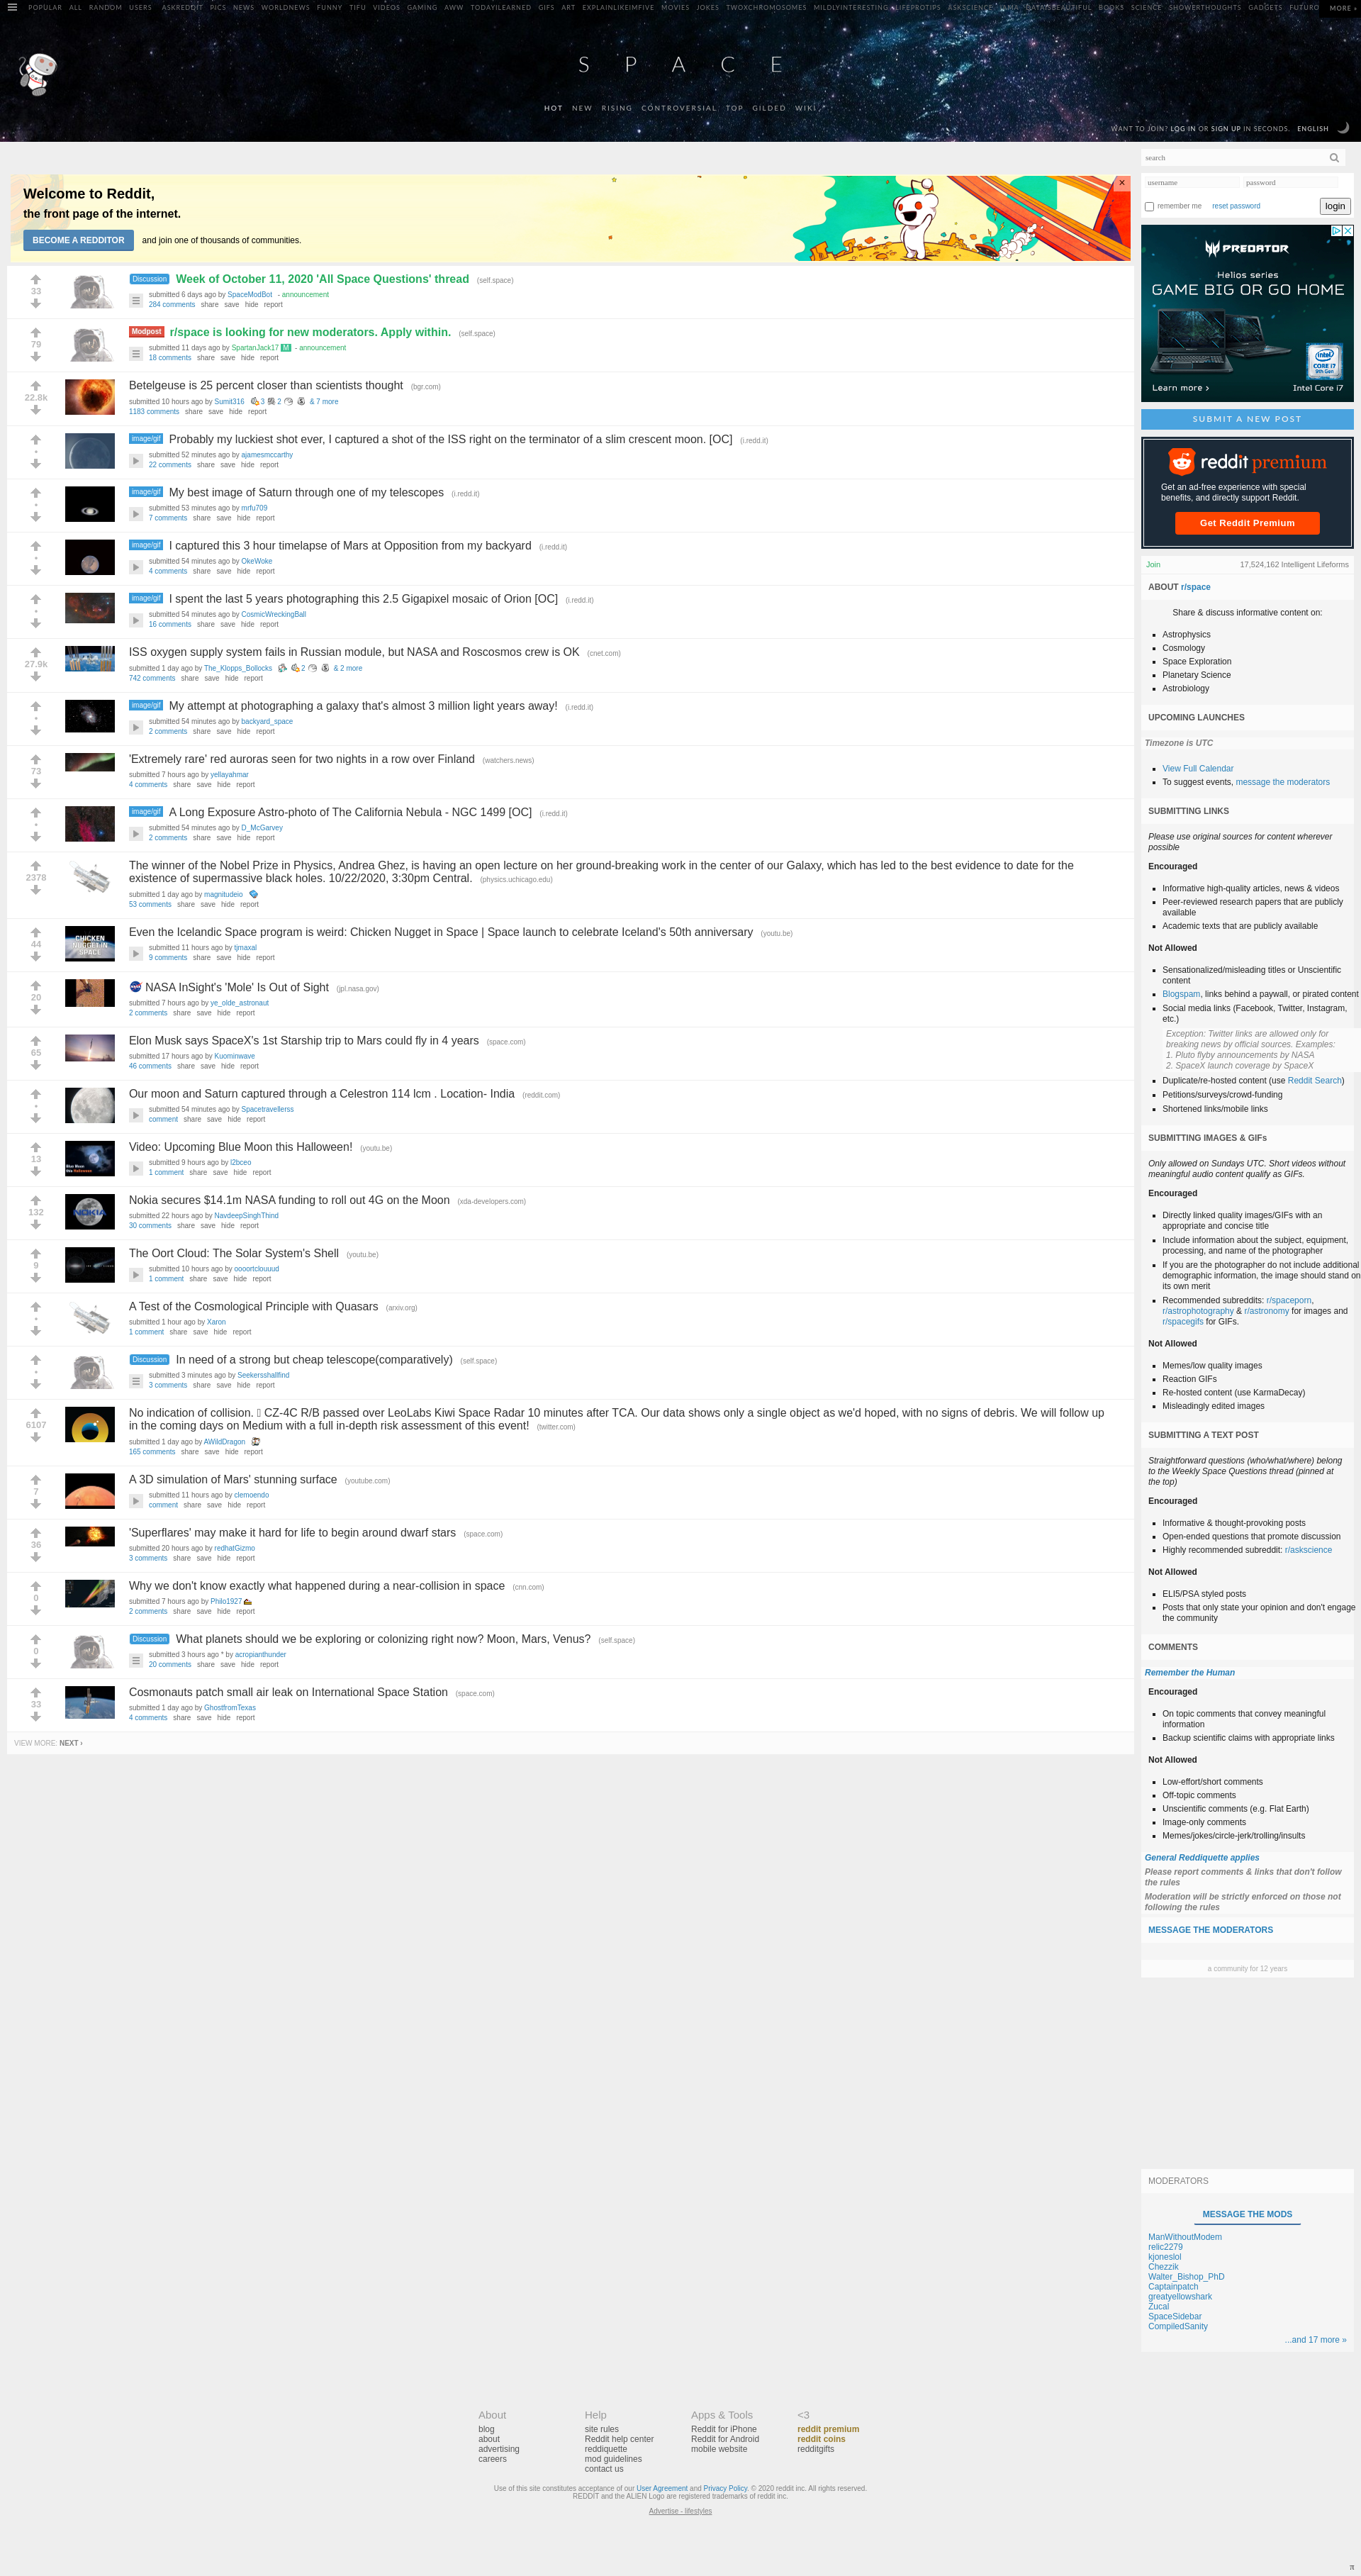 POPULAR ALL RANDOM USERS ASKREDDIT PICS NEWS WORLDNEWS FUNNY TIFU VIDEOS GAMING AWW TODAYILEARNED GIFS ART EXPLAINLIKEIMFIVE MOVIES JOKES TWOXCHROMOSOMES MILDLYINTERESTING LIFEPROTIPS ASKSCIENCE IAMA DATAISBEAUTIFUL BOOKS SCIENCE SHOWERTHOUGHTS GADGETS FUTURO MORE »
SPACE
HOT NEW RISING CONTROVERSIAL TOP GILDED WIKI
WANT TO JOIN? LOG IN OR SIGN UP IN SECONDS. ENGLISH
Welcome to Reddit,
the front page of the internet.
BECOME A REDDITOR and join one of thousands of communities.
33
Discussion Week of October 11, 2020 'All Space Questions' thread (self.space)
submitted 6 days ago by SpaceModBot - announcement
284 comments share save hide report
79
Modpost r/space is looking for new moderators. Apply within. (self.space)
submitted 11 days ago by SpartanJack17 M - announcement
18 comments share save hide report
22.8k
Betelgeuse is 25 percent closer than scientists thought (bgr.com)
submitted 10 hours ago by Sumit316 3 2 & 7 more
1183 comments share save hide report
•
image/gif Probably my luckiest shot ever, I captured a shot of the ISS right on the terminator of a slim crescent moon. [OC] (i.redd.it)
submitted 52 minutes ago by ajamesmccarthy
22 comments share save hide report
•
image/gif My best image of Saturn through one of my telescopes (i.redd.it)
submitted 53 minutes ago by mrfu709
7 comments share save hide report
•
image/gif I captured this 3 hour timelapse of Mars at Opposition from my backyard (i.redd.it)
submitted 54 minutes ago by OkeWoke
4 comments share save hide report
•
image/gif I spent the last 5 years photographing this 2.5 Gigapixel mosaic of Orion [OC] (i.redd.it)
submitted 54 minutes ago by CosmicWreckingBall
16 comments share save hide report
27.9k
ISS oxygen supply system fails in Russian module, but NASA and Roscosmos crew is OK (cnet.com)
submitted 1 day ago by The_Klopps_Bollocks 2 & 2 more
742 comments share save hide report
•
image/gif My attempt at photographing a galaxy that's almost 3 million light years away! (i.redd.it)
submitted 54 minutes ago by backyard_space
2 comments share save hide report
73
'Extremely rare' red auroras seen for two nights in a row over Finland (watchers.news)
submitted 7 hours ago by yellayahmar
4 comments share save hide report
•
image/gif A Long Exposure Astro-photo of The California Nebula - NGC 1499 [OC] (i.redd.it)
submitted 54 minutes ago by D_McGarvey
2 comments share save hide report
2378
The winner of the Nobel Prize in Physics, Andrea Ghez, is having an open lecture on her ground-breaking work in the center of our Galaxy, which has led to the best evidence to date for the
existence of supermassive black holes. 10/22/2020, 3:30pm Central. (physics.uchicago.edu)
submitted 1 day ago by magnitudeio
53 comments share save hide report
44
CHICKEN NUGGET IN SPACE
Even the Icelandic Space program is weird: Chicken Nugget in Space | Space launch to celebrate Iceland's 50th anniversary (youtu.be)
submitted 11 hours ago by tjmaxal
9 comments share save hide report
20
NASA InSight's 'Mole' Is Out of Sight (jpl.nasa.gov)
submitted 7 hours ago by ye_olde_astronaut
2 comments share save hide report
65
Elon Musk says SpaceX's 1st Starship trip to Mars could fly in 4 years (space.com)
submitted 17 hours ago by Kuominwave
46 comments share save hide report
•
Our moon and Saturn captured through a Celestron 114 lcm . Location- India (reddit.com)
submitted 54 minutes ago by Spacetravellerss
comment share save hide report
13
Video: Upcoming Blue Moon this Halloween! (youtu.be)
submitted 9 hours ago by l2bceo
1 comment share save hide report
132
NOKIA
Nokia secures $14.1m NASA funding to roll out 4G on the Moon (xda-developers.com)
submitted 22 hours ago by NavdeepSinghThind
30 comments share save hide report
9
The Oort Cloud: The Solar System's Shell (youtu.be)
submitted 10 hours ago by oooortclouuud
1 comment share save hide report
•
A Test of the Cosmological Principle with Quasars (arxiv.org)
submitted 1 hour ago by Xaron
1 comment share save hide report
•
Discussion In need of a strong but cheap telescope(comparatively) (self.space)
submitted 3 minutes ago by Seekersshallfind
3 comments share save hide report
6107
No indication of collision. CZ-4C R/B passed over LeoLabs Kiwi Space Radar 10 minutes after TCA. Our data shows only a single object as we'd hoped, with no signs of debris. We will follow up
in the coming days on Medium with a full in-depth risk assessment of this event! (twitter.com)
submitted 1 day ago by AWildDragon
165 comments share save hide report
7
A 3D simulation of Mars' stunning surface (youtube.com)
submitted 11 hours ago by clemoendo
comment share save hide report
36
'Superflares' may make it hard for life to begin around dwarf stars (space.com)
submitted 20 hours ago by redhatGizmo
3 comments share save hide report
0
Why we don't know exactly what happened during a near-collision in space (cnn.com)
submitted 7 hours ago by Philo1927
2 comments share save hide report
0
Discussion What planets should we be exploring or colonizing right now? Moon, Mars, Venus? (self.space)
submitted 3 hours ago * by acropianthunder
20 comments share save hide report
33
Cosmonauts patch small air leak on International Space Station (space.com)
submitted 1 day ago by GhostfromTexas
4 comments share save hide report
VIEW MORE: NEXT ›
search
username password
remember me reset password login
PREDATOR
Helios series
GAME BIG OR GO HOME
intel CORE i7 9th Gen
Learn more > Intel Core i7
SUBMIT A NEW POST
reddit premium
Get an ad-free experience with special
benefits, and directly support Reddit.
Get Reddit Premium
Join 17,524,162 Intelligent Lifeforms
ABOUT r/space
Share & discuss informative content on:
Astrophysics
Cosmology
Space Exploration
Planetary Science
Astrobiology
UPCOMING LAUNCHES
Timezone is UTC
View Full Calendar
To suggest events, message the moderators
SUBMITTING LINKS
Please use original sources for content wherever
possible
Encouraged
Informative high-quality articles, news & videos
Peer-reviewed research papers that are publicly
available
Academic texts that are publicly available
Not Allowed
Sensationalized/misleading titles or Unscientific
content
Blogspam, links behind a paywall, or pirated content
Social media links (Facebook, Twitter, Instagram,
etc.)
Exception: Twitter links are allowed only for
breaking news by official sources. Examples:
1. Pluto flyby announcements by NASA
2. SpaceX launch coverage by SpaceX
Duplicate/re-hosted content (use Reddit Search)
Petitions/surveys/crowd-funding
Shortened links/mobile links
SUBMITTING IMAGES & GIFs
Only allowed on Sundays UTC. Short videos without
meaningful audio content qualify as GIFs.
Encouraged
Directly linked quality images/GIFs with an
appropriate and concise title
Include information about the subject, equipment,
processing, and name of the photographer
If you are the photographer do not include additional
demographic information, the image should stand on
its own merit
Recommended subreddits: r/spaceporn,
r/astrophotography & r/astronomy for images and
r/spacegifs for GIFs.
Not Allowed
Memes/low quality images
Reaction GIFs
Re-hosted content (use KarmaDecay)
Misleadingly edited images
SUBMITTING A TEXT POST
Straightforward questions (who/what/where) belong
to the Weekly Space Questions thread (pinned at
the top)
Encouraged
Informative & thought-provoking posts
Open-ended questions that promote discussion
Highly recommended subreddit: r/askscience
Not Allowed
ELI5/PSA styled posts
Posts that only state your opinion and don't engage
the community
COMMENTS
Remember the Human
Encouraged
On topic comments that convey meaningful
information
Backup scientific claims with appropriate links
Not Allowed
Low-effort/short comments
Off-topic comments
Unscientific comments (e.g. Flat Earth)
Image-only comments
Memes/jokes/circle-jerk/trolling/insults
General Reddiquette applies
Please report comments & links that don't follow
the rules
Moderation will be strictly enforced on those not
following the rules
MESSAGE THE MODERATORS
a community for 12 years
MODERATORS
MESSAGE THE MODS
ManWithoutModem
relic2279
kjoneslol
Chezzik
Walter_Bishop_PhD
Captainpatch
greatyellowshark
Zucal
SpaceSidebar
CompiledSanity
...and 17 more »
About
blog
about
advertising
careers
Help
site rules
Reddit help center
reddiquette
mod guidelines
contact us
Apps & Tools
Reddit for iPhone
Reddit for Android
mobile website
<3
reddit premium
reddit coins
redditgifts
Use of this site constitutes acceptance of our User Agreement and Privacy Policy. © 2020 reddit inc. All rights reserved.
REDDIT and the ALIEN Logo are registered trademarks of reddit inc.
Advertise - lifestyles
π